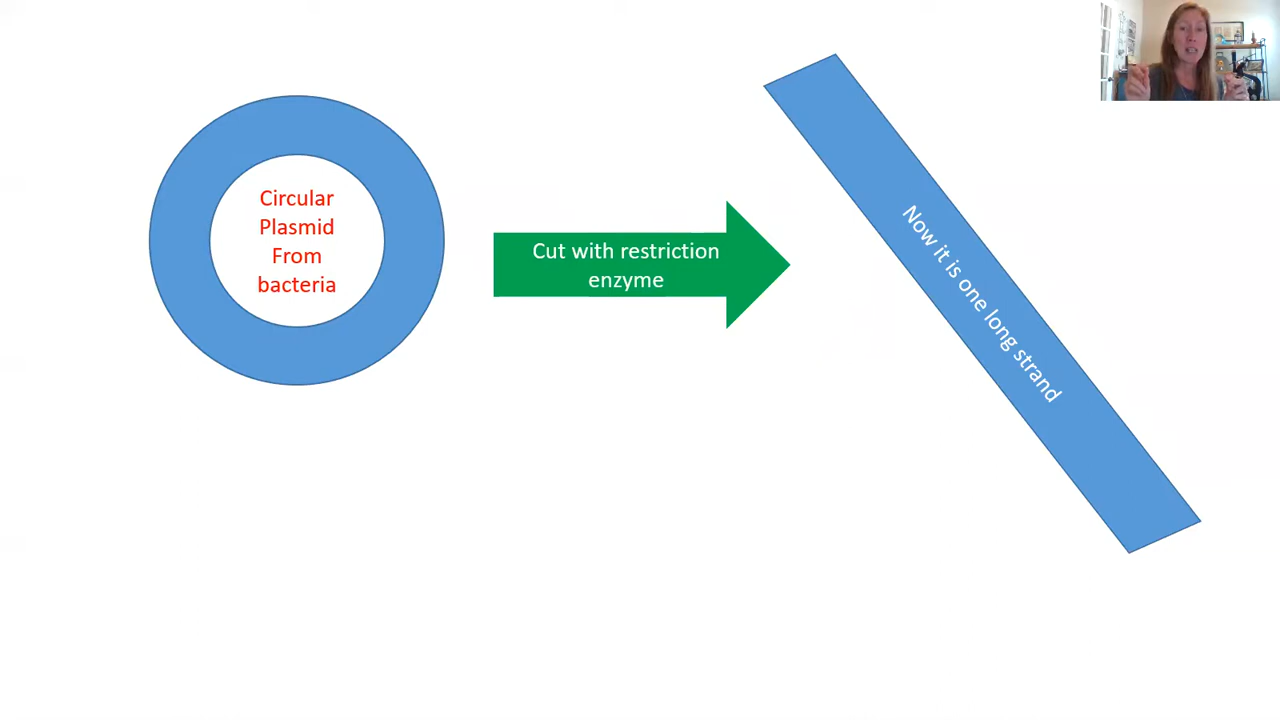 Circular
Plasmid
From
bacteria
Cut with restriction
enzyme
Now it is one long strand